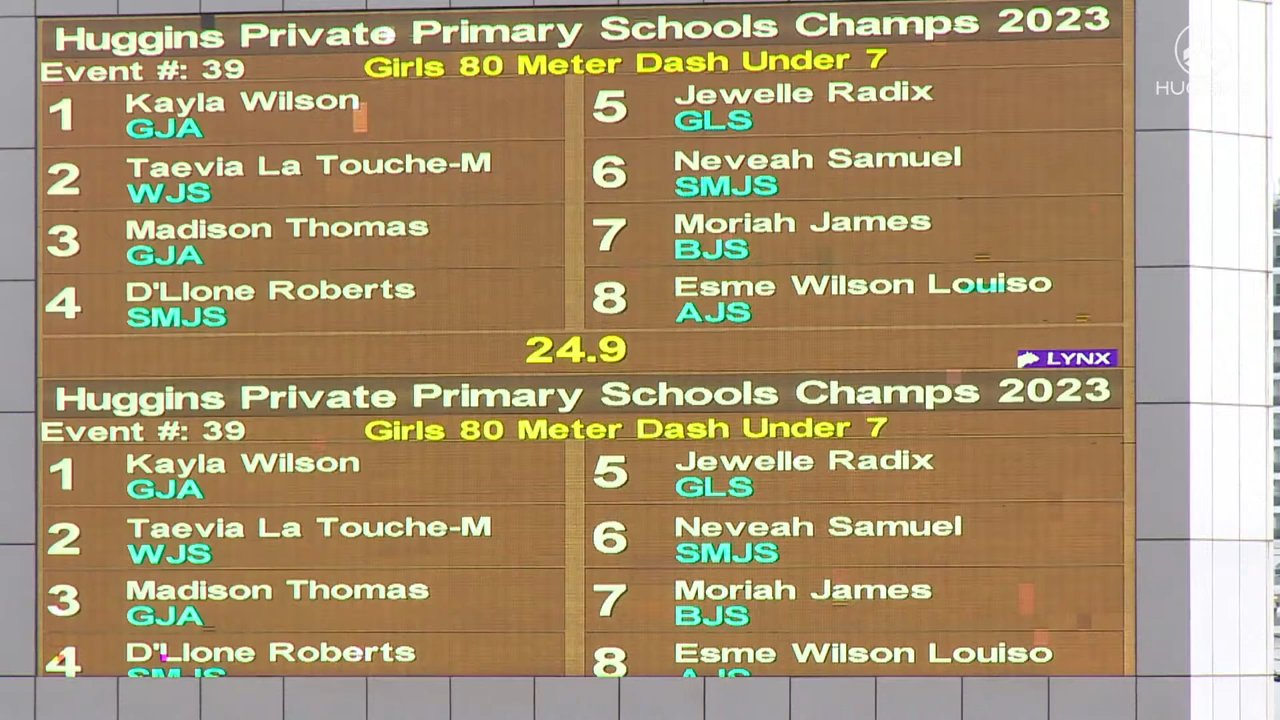 Huggins Private Primary Schools Champs 2023
Event #: 39 Girls 80 Meter Dash Under 7
1 Kayla Wilson
GJA
2 Taevia La Touche-M
WJS
3 Madison Thomas
GJA
4 D'Llone Roberts
SMJS
5 Jewelle Radix
GLS
6 Neveah Samuel
SMJS
7 Moriah James
BJS
8 Esme Wilson Louiso
AJS
24.9
LYNX
Huggins Private Primary Schools Champs 2023
Event #: 39 Girls 80 Meter Dash Under 7
1 Kayla Wilson
GJA
2 Taevia La Touche-M
WJS
3 Madison Thomas
GJA
4 D'Llone Roberts
SMJS
5 Jewelle Radix
GLS
6 Neveah Samuel
SMJS
7 Moriah James
BJS
8 Esme Wilson Louiso
AJS